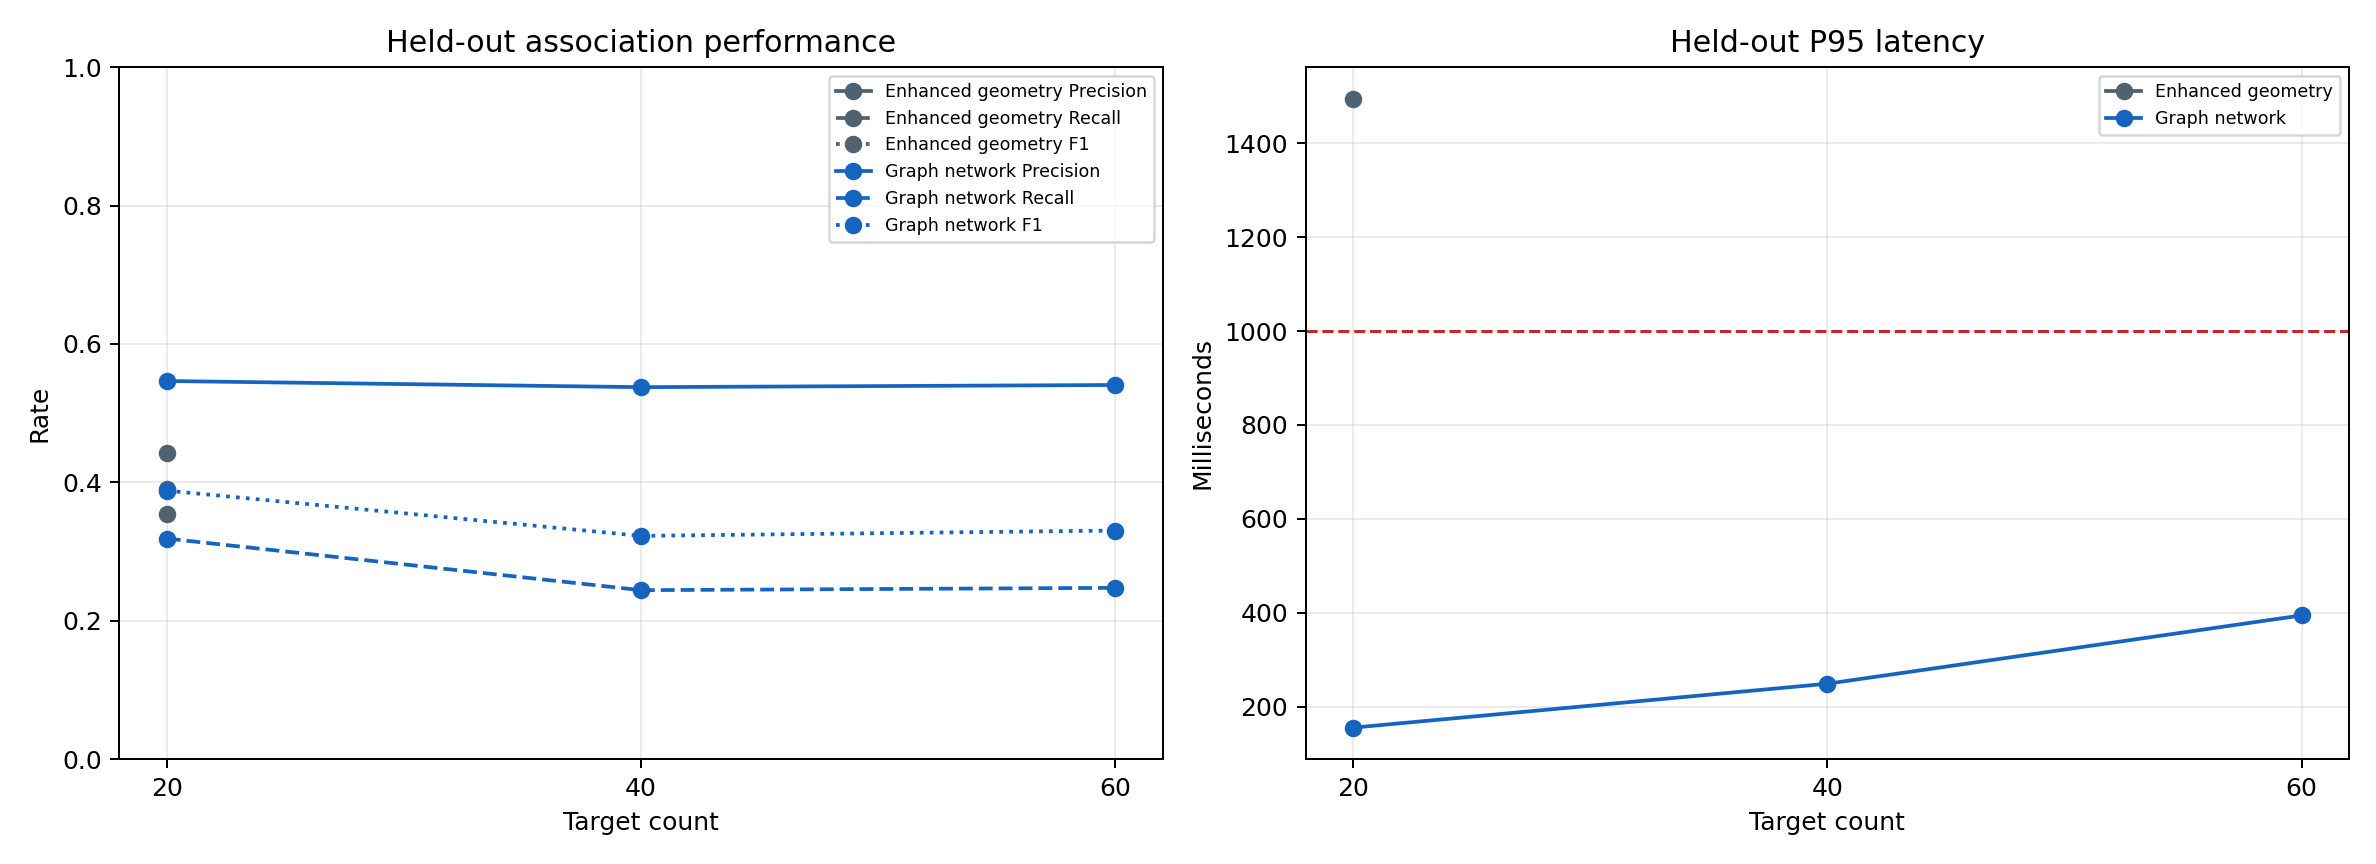 Held-out association performance
1.0
0.8
0.6
0.4
0.2
0.0
Rate
20
40
60
Target count
Enhanced geometry Precision
Enhanced geometry Recall
Enhanced geometry F1
Graph network Precision
Graph network Recall
Graph network F1
Held-out P95 latency
1400
1200
1000
800
600
400
200
Milliseconds
20
40
60
Target count
Enhanced geometry
Graph network